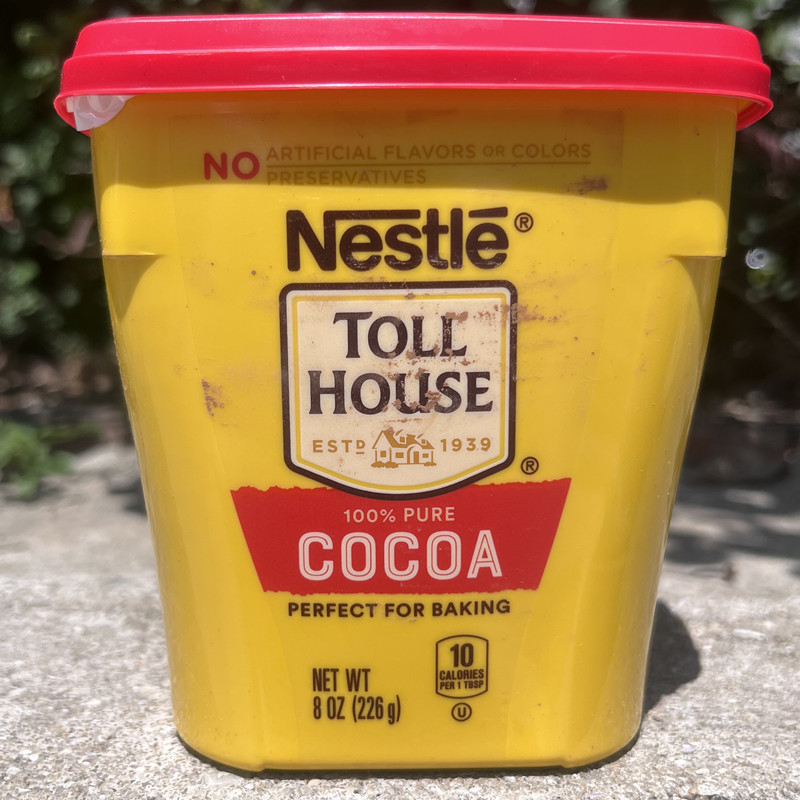 NO ARTIFICIAL FLAVORS OR COLORS
PRESERVATIVES
Nestlé®
TOLL
HOUSE
ESTD 1939
®
100% PURE
COCOA
PERFECT FOR BAKING
10
CALORIES
PER 1 TBSP
NET WT
8 OZ (226 g)
U